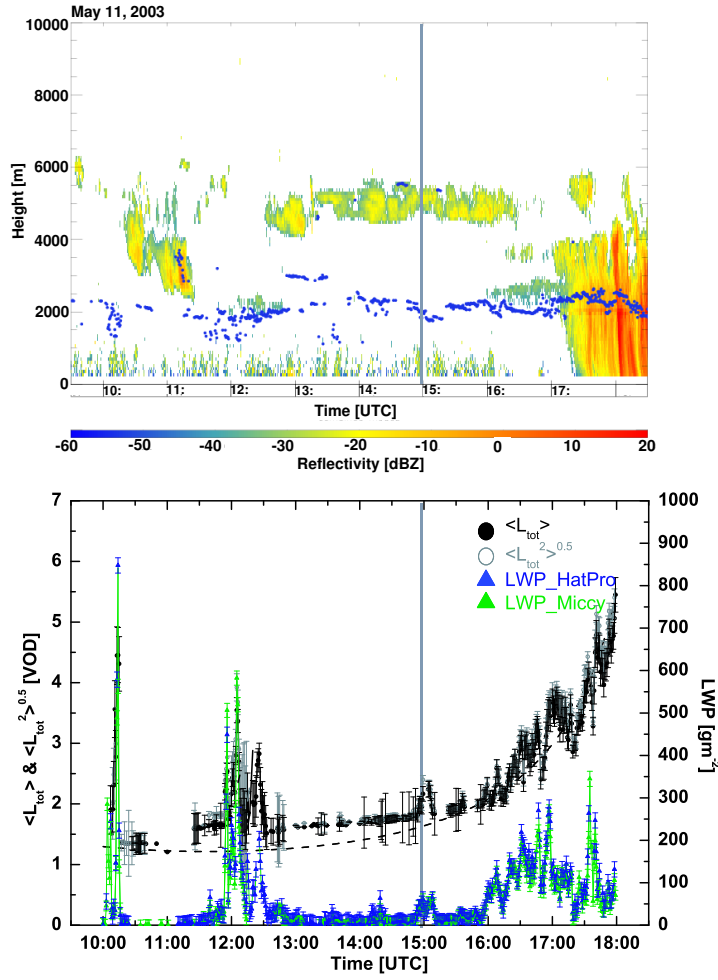 May 11, 2003
10000
8000
6000
4000
2000
0
Height [m]
10: 11: 12: 13: 14: 15: 16: 17:
Time [UTC]
-60 -50 -40 -30 -20 -10 0 10 20
Reflectivity [dBZ]
7
6
5
4
3
2
1
0
<L_tot> & <L_tot^2>^0.5 [VOD]
<L_tot>
<L_tot^2>^0.5
LWP_HatPro
LWP_Miccy
1000
900
800
700
600
500
400
300
200
100
0
LWP [gm^-2]
10:00 11:00 12:00 13:00 14:00 15:00 16:00 17:00 18:00
Time [UTC]